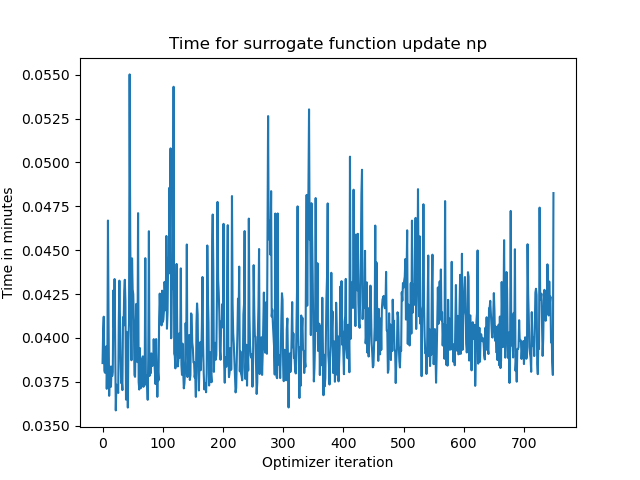 Time for surrogate function update np
0.0550
0.0525
0.0500
0.0475
0.0450
0.0425
0.0400
0.0375
0.0350
Time in minutes
0 100 200 300 400 500 600 700
Optimizer iteration